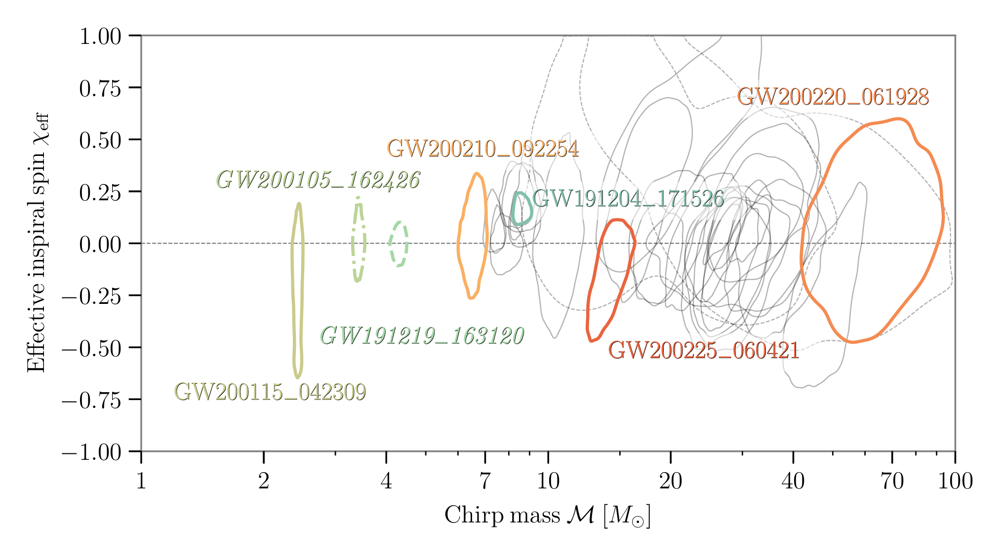 1.00
0.75
GW200220_061928
0.50
GW200210_092254
GW200105_162426
0.25
GW191204_171526
0.00
−0.25
GW191219_163120
−0.50
GW200225_060421
GW200115_042309
−0.75
−1.00
Effective inspiral spin χeff
1 2 4 7 10 20 40 70 100
Chirp mass ℳ [M⊙]